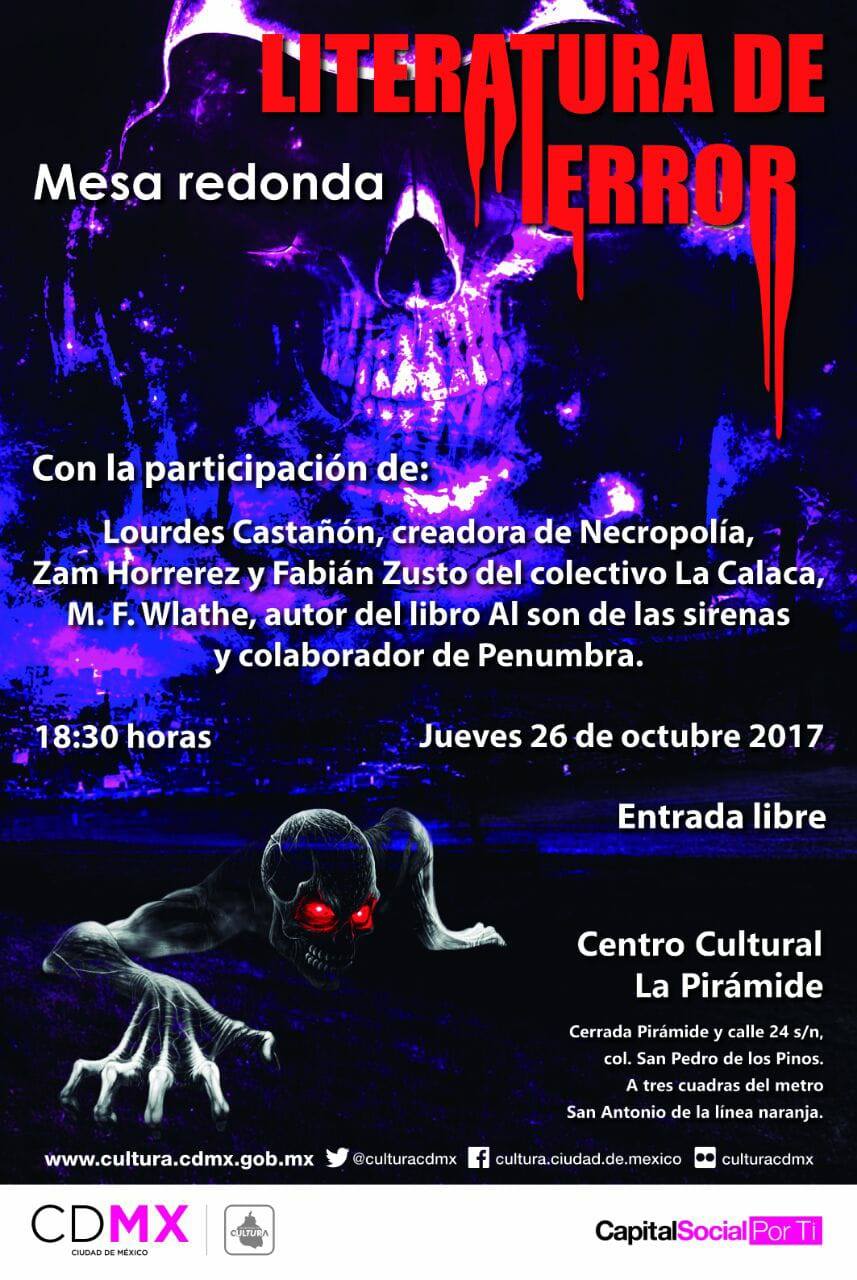 LITERATURA DE
TERROR
Mesa redonda
Con la participación de:
Lourdes Castañón, creadora de Necropolía,
Zam Horrerez y Fabián Zusto del colectivo La Calaca,
M. F. Wlathe, autor del libro Al son de las sirenas
y colaborador de Penumbra.
18:30 horas
Jueves 26 de octubre 2017
Entrada libre
Centro Cultural
La Pirámide
Cerrada Pirámide y calle 24 s/n,
col. San Pedro de los Pinos.
A tres cuadras del metro
San Antonio de la línea naranja.
www.cultura.cdmx.gob.mx @culturacdmx cultura.ciudad.de.mexico culturacdmx
CDMX
CIUDAD DE MÉXICO
CULTURA
CapitalSocialPor Ti